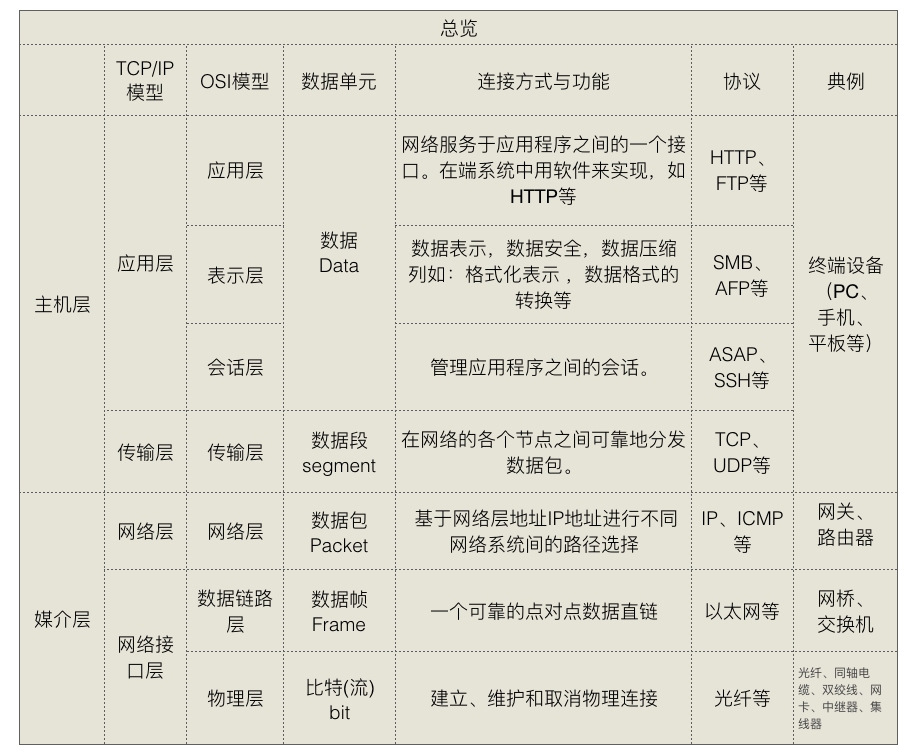 总览
TCP/IP
模型
OSI模型
数据单元
连接方式与功能
协议
典例
主机层
应用层
应用层
数据
Data
网络服务于应用程序之间的一个接
口。在端系统中用软件来实现，如
HTTP等
HTTP、
FTP等
终端设备
（PC、
手机、
平板等）
表示层
数据表示，数据安全，数据压缩
列如：格式化表示 ，数据格式的
转换等
SMB、
AFP等
会话层
管理应用程序之间的会话。
ASAP、
SSH等
传输层
传输层
数据段
segment
在网络的各个节点之间可靠地分发
数据包。
TCP、
UDP等
媒介层
网络层
网络层
数据包
Packet
基于网络层地址IP地址进行不同
网络系统间的路径选择
IP、ICMP
等
网关、
路由器
网络接
口层
数据链路
层
数据帧
Frame
一个可靠的点对点数据直链
以太网等
网桥、
交换机
物理层
比特(流)
bit
建立、维护和取消物理连接
光纤等
光纤、同轴电
缆、双绞线、网
卡、中继器、集
线器